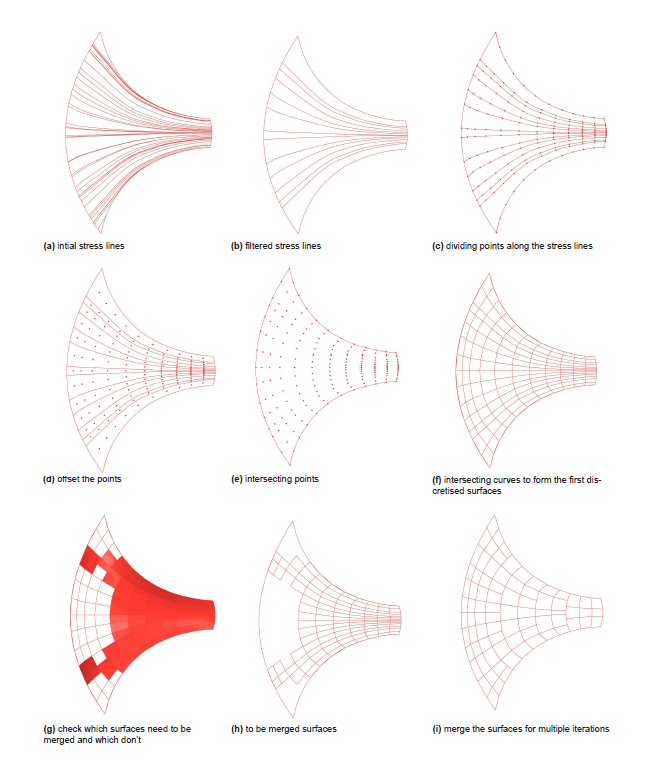 (a) intial stress lines
(b) filtered stress lines
(c) dividing points along the stress lines
(d) offset the points
(e) intersecting points
(f) intersecting curves to form the first dis-
cretised surfaces
(g) check which surfaces need to be
merged and which don't
(h) to be merged surfaces
(i) merge the surfaces for multiple iterations